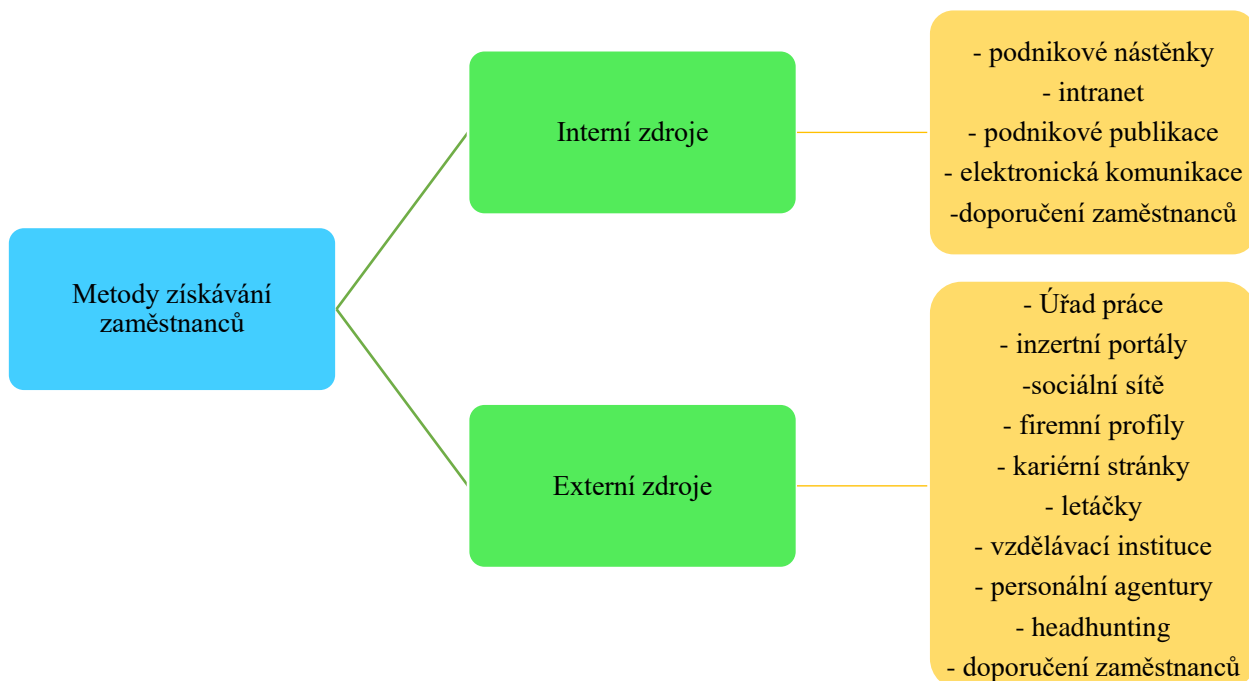 Metody získávání
zaměstnanců
Interní zdroje
- podnikové nástěnky
- intranet
- podnikové publikace
- elektronická komunikace
-doporučení zaměstnanců
Externí zdroje
- Úřad práce
- inzertní portály
-sociální sítě
- firemní profily
- kariérní stránky
- letáčky
- vzdělávací instituce
- personální agentury
- headhunting
- doporučení zaměstnanců